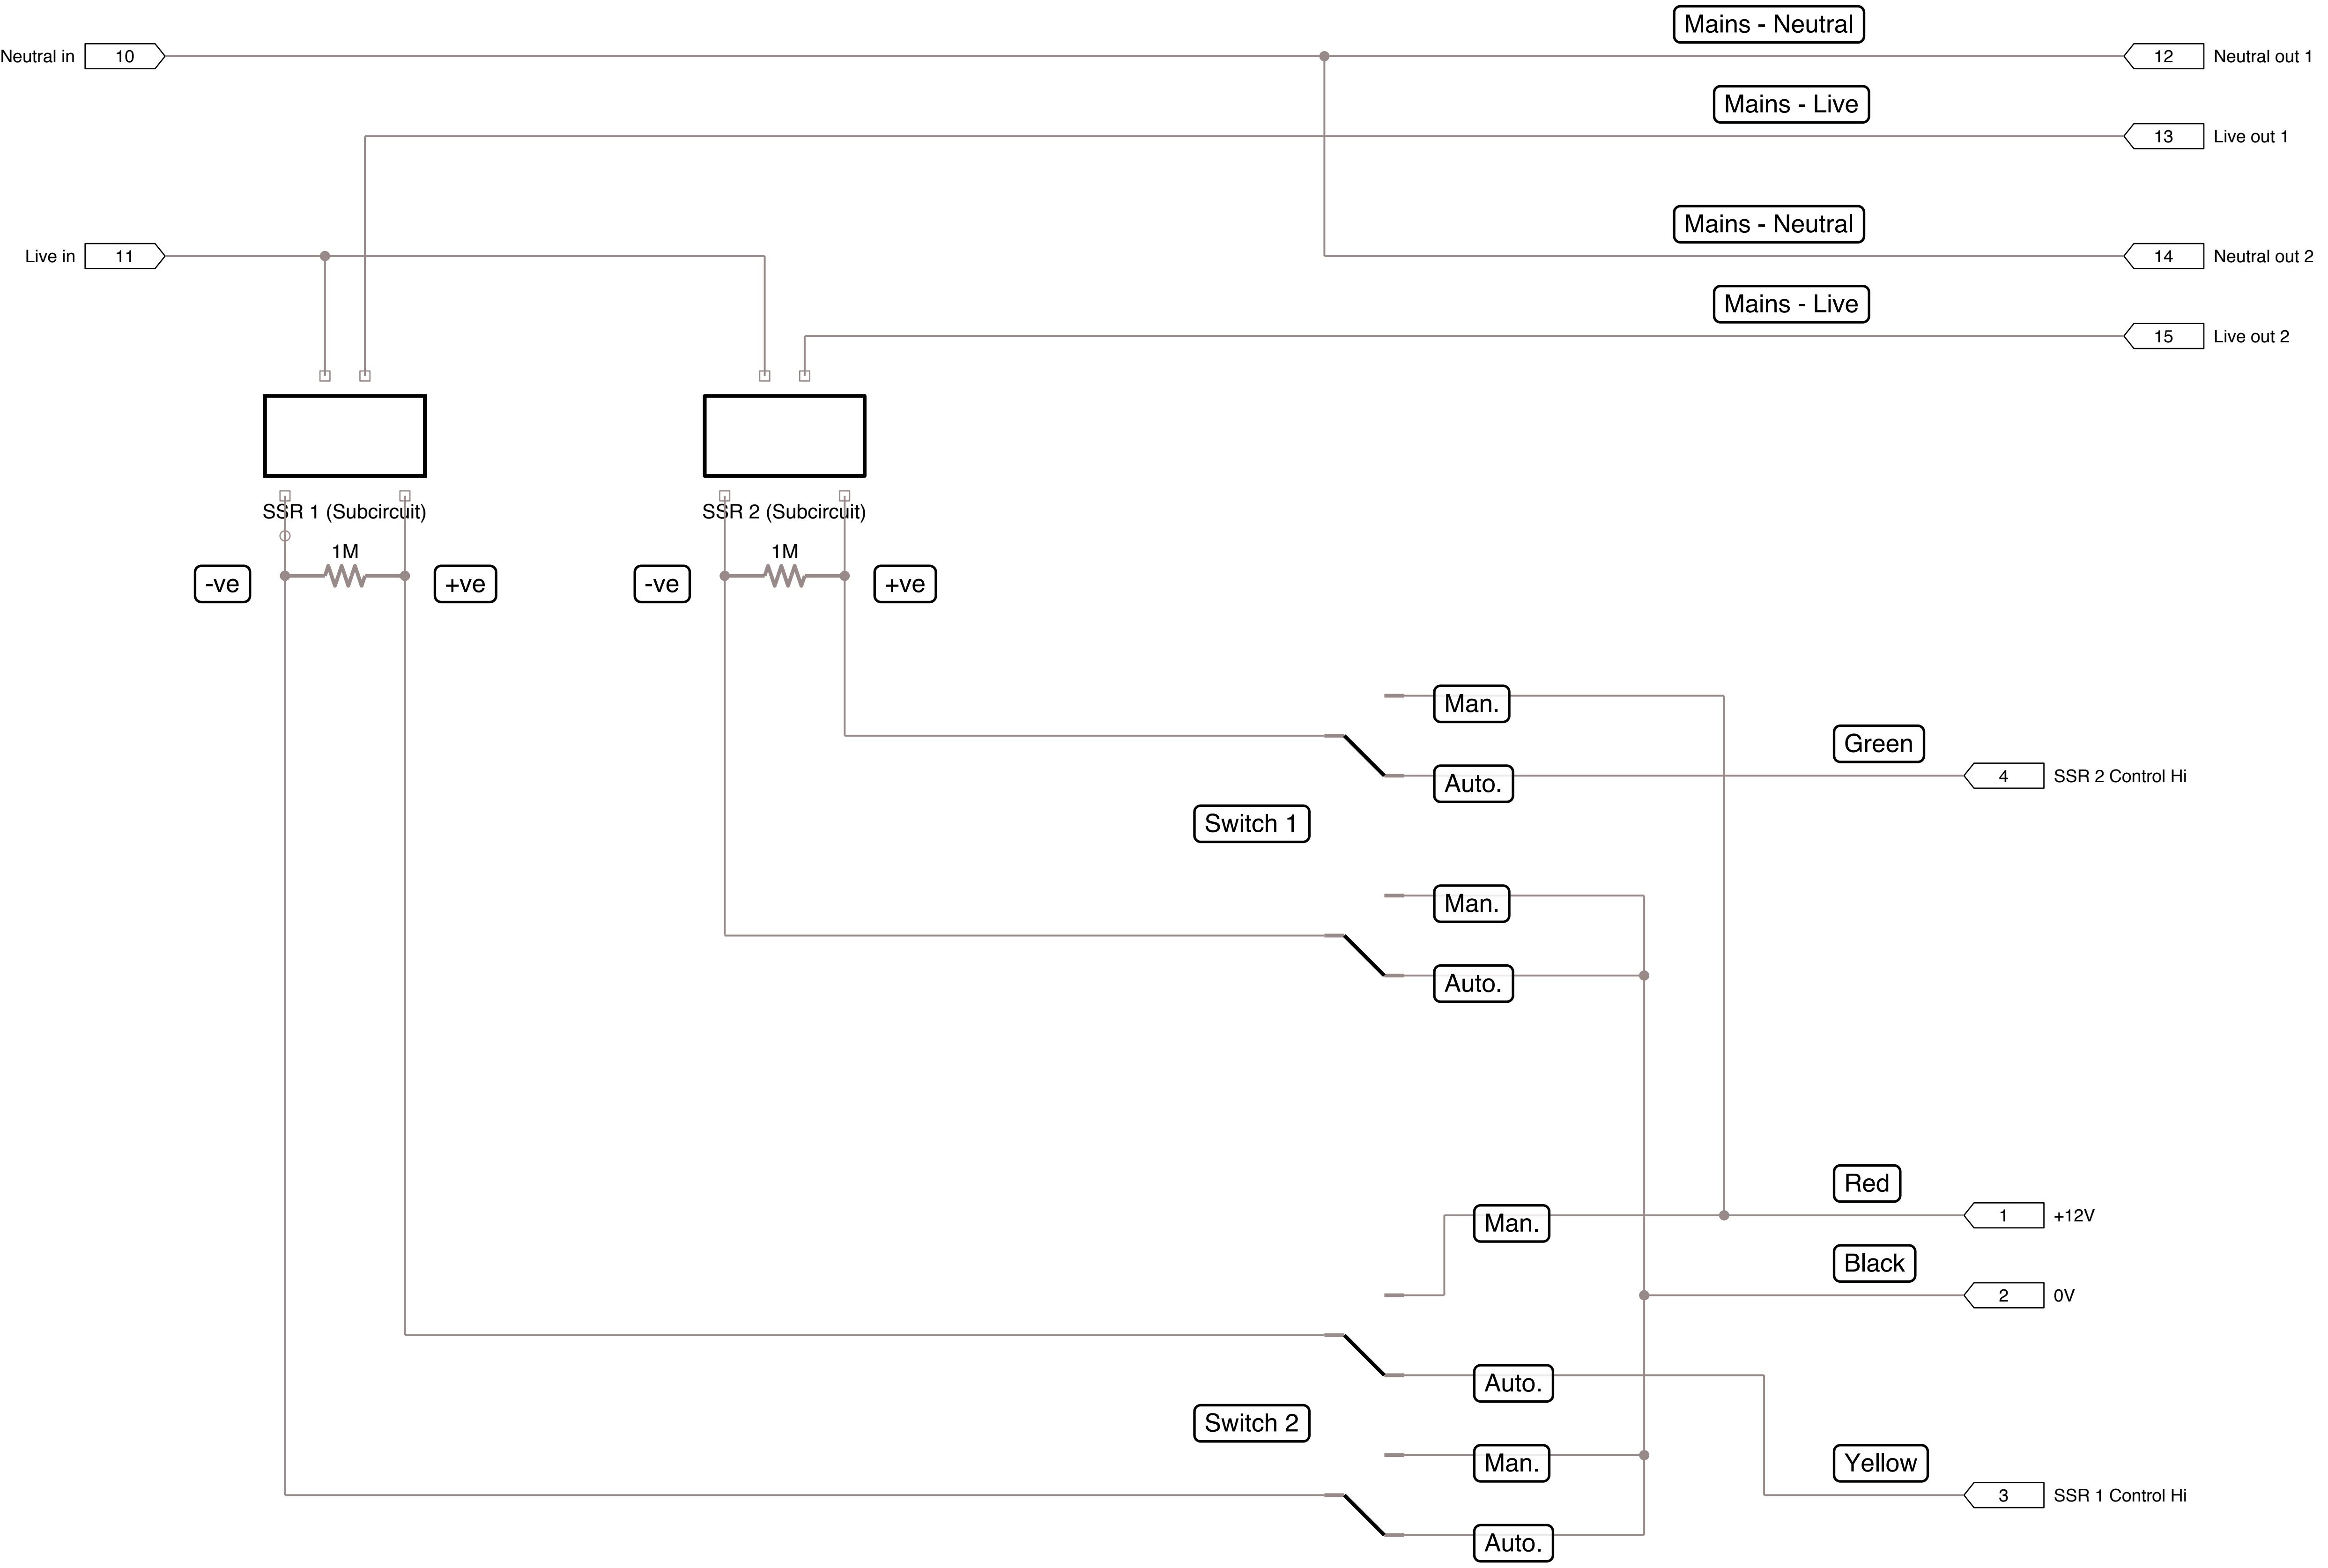 Mains - Neutral
Neutral in 10 12 Neutral out 1
Mains - Live
13 Live out 1
Mains - Neutral
Live in 11 14 Neutral out 2
Mains - Live
15 Live out 2
SSR 1 (Subcircuit) SSR 2 (Subcircuit)
1M 1M
-ve +ve -ve +ve
Man.
Green
Auto. 4 SSR 2 Control Hi
Switch 1
Man.
Auto.
Red
Man. 1 +12V
Black
2 0V
Auto.
Switch 2
Man. Yellow
3 SSR 1 Control Hi
Auto.